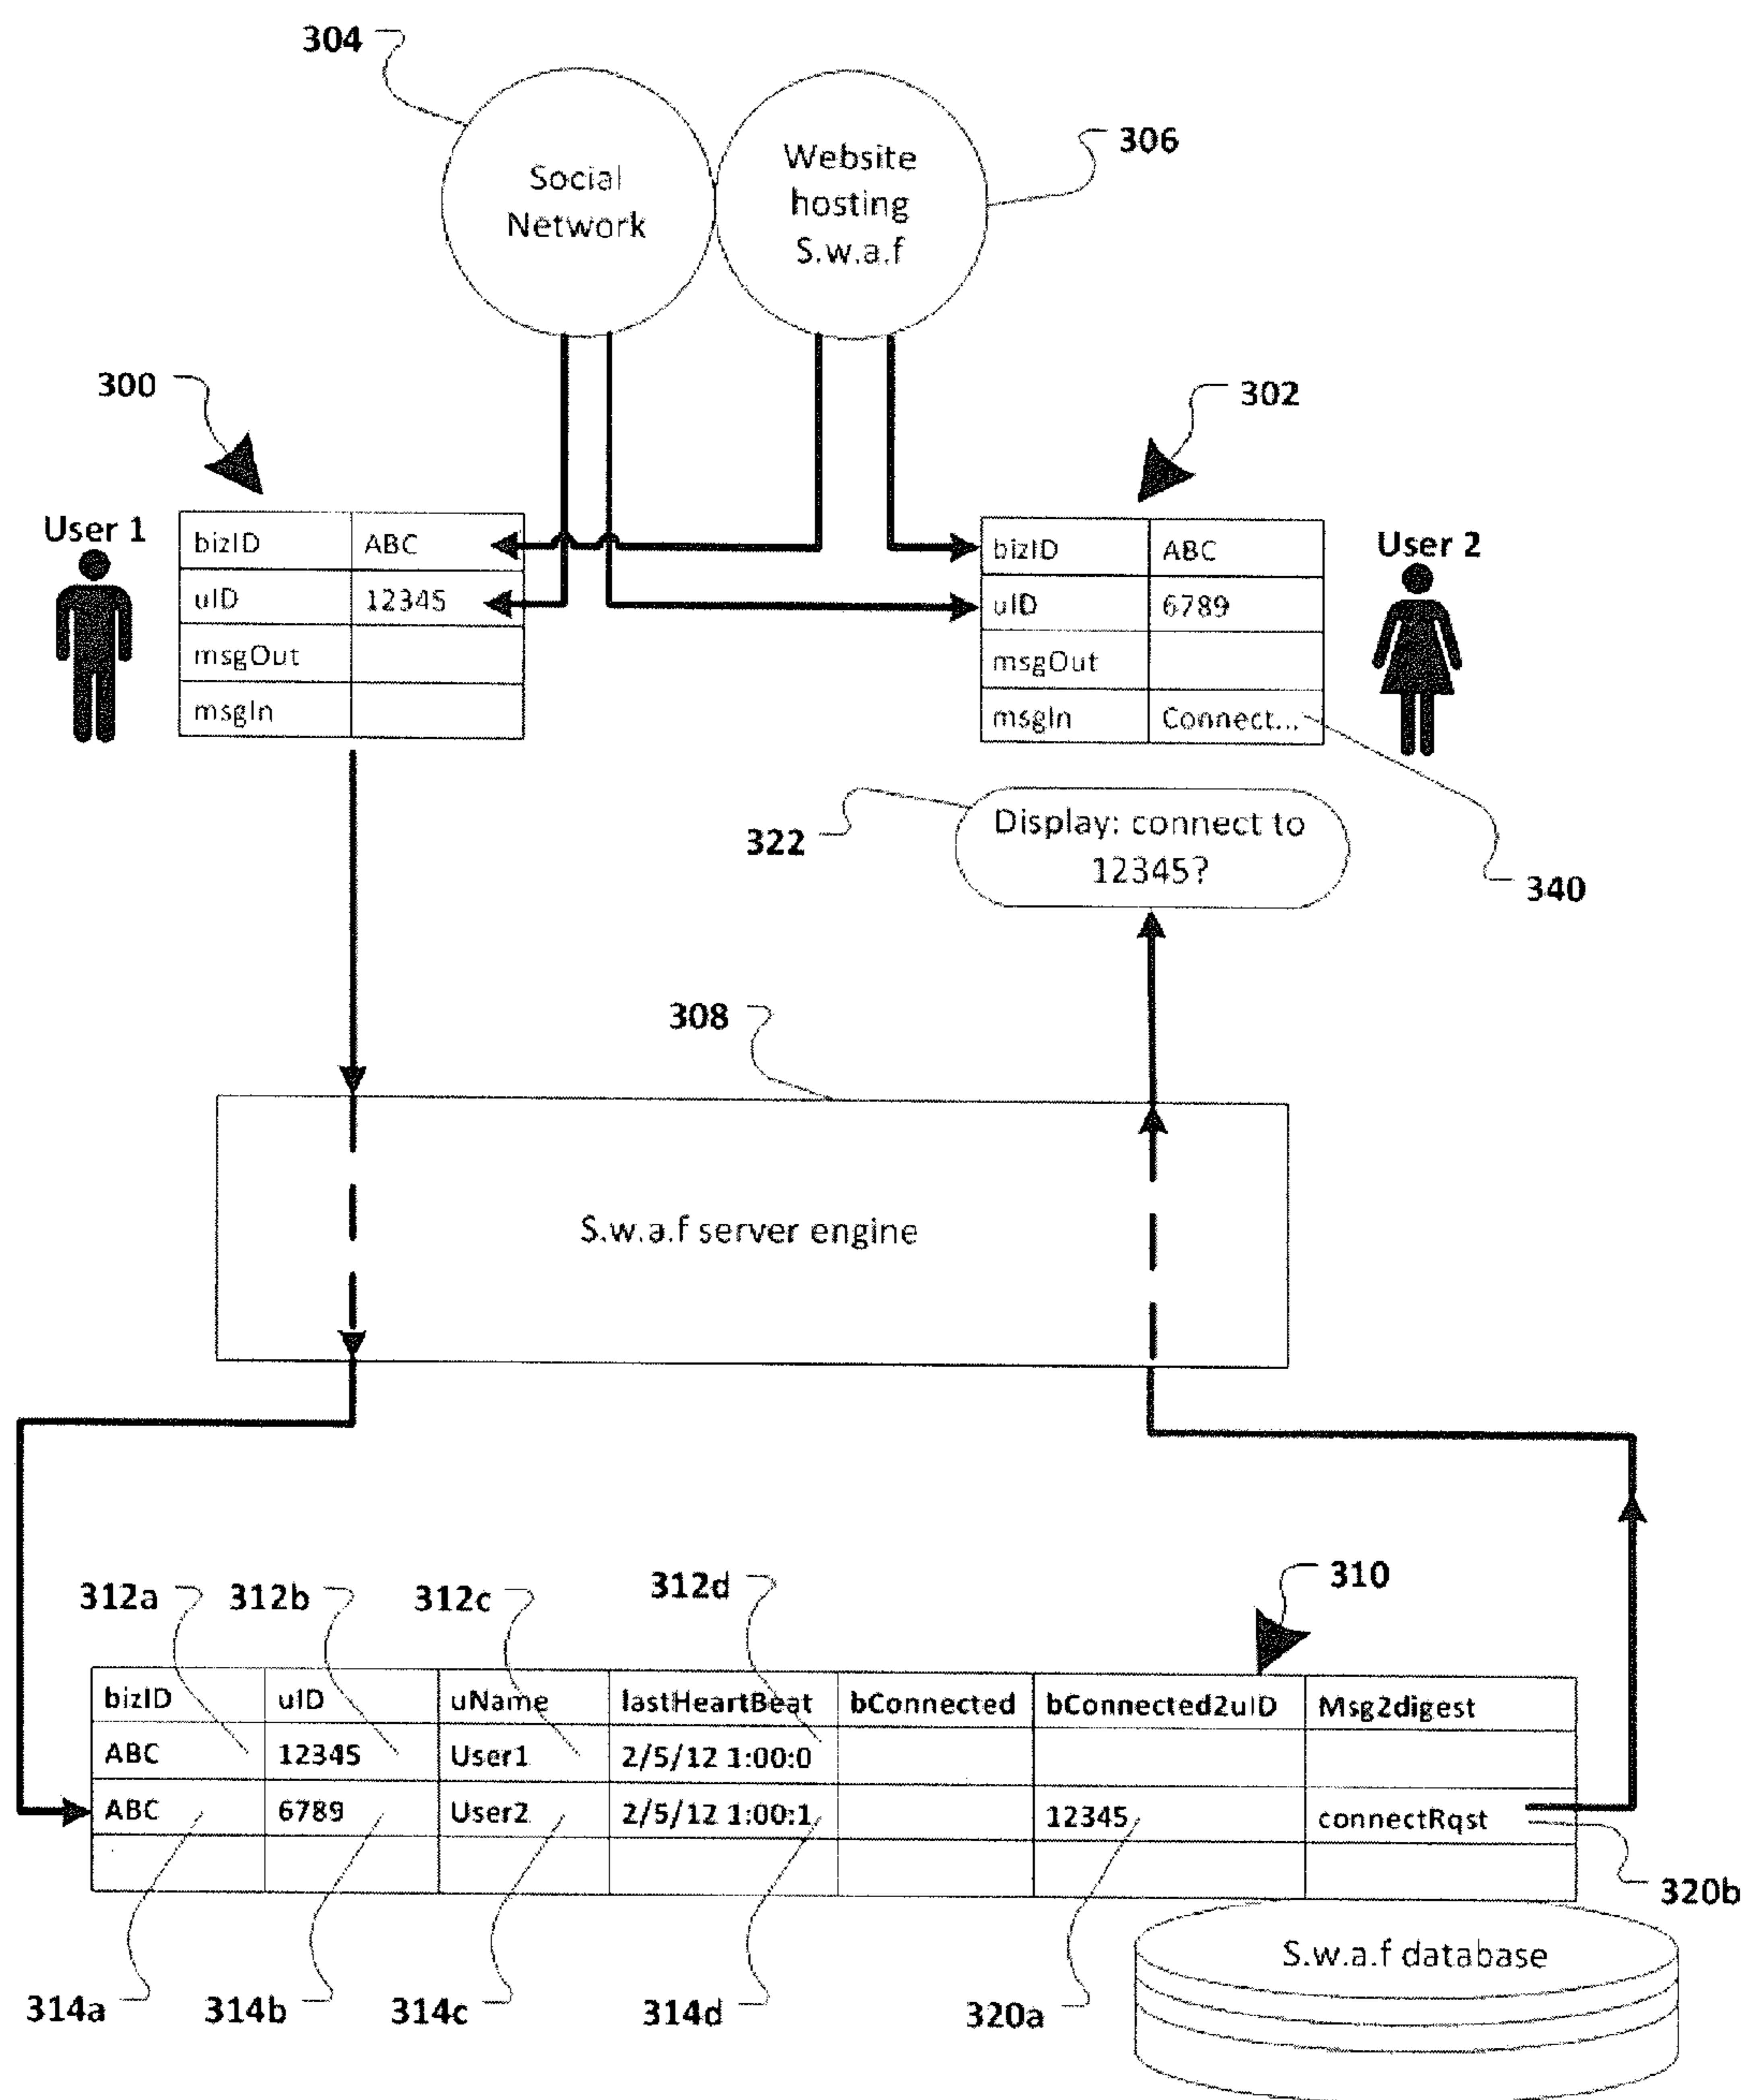 304
Social
Network
Website
hosting
S.w.a.f
306
300
302
User 1
bizID ABC
uID 12345
msgOut
msgIn
bizID ABC
uID 6789
msgOut
msgIn Connect...
User 2
322
Display: connect to
12345?
340
308
S.w.a.f server engine
310
312a 312b 312c 312d
bizID uID uName lastHeartBeat bConnected bConnected2uID Msg2digest
ABC 12345 User1 2/5/12 1:00:0
ABC 6789 User2 2/5/12 1:00:1 12345 connectRqst
320b
S.w.a.f database
314a 314b 314c 314d 320a